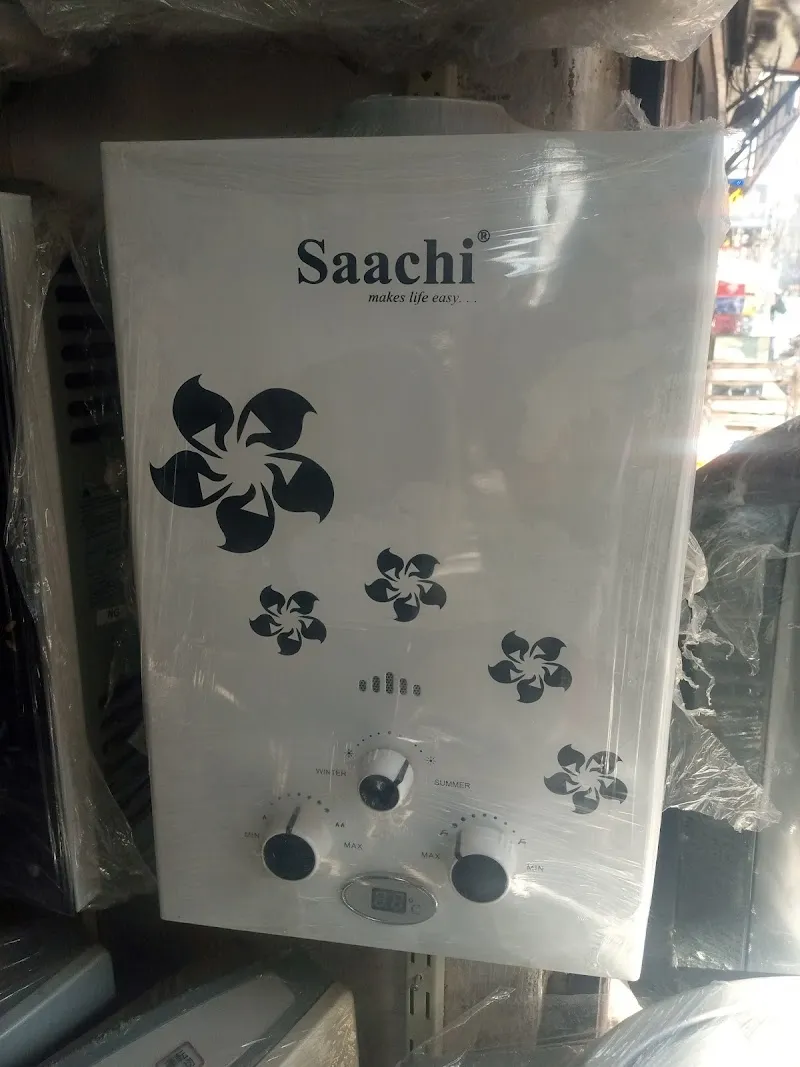 Saachi®
makes life easy...
WINTER
SUMMER
MIN
MAX
MAX
MIN
°C